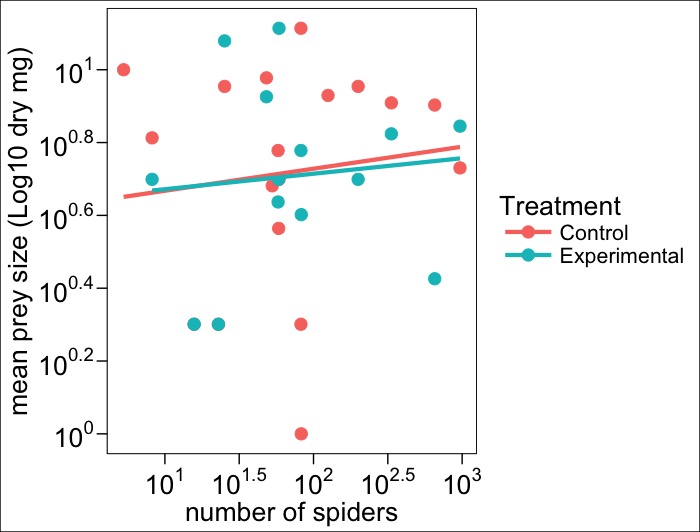 mean prey size (Log10 dry mg)
10^1
10^0.8
10^0.6
10^0.4
10^0.2
10^0
10^1 10^1.5 10^2 10^2.5 10^3
number of spiders
Treatment
Control
Experimental